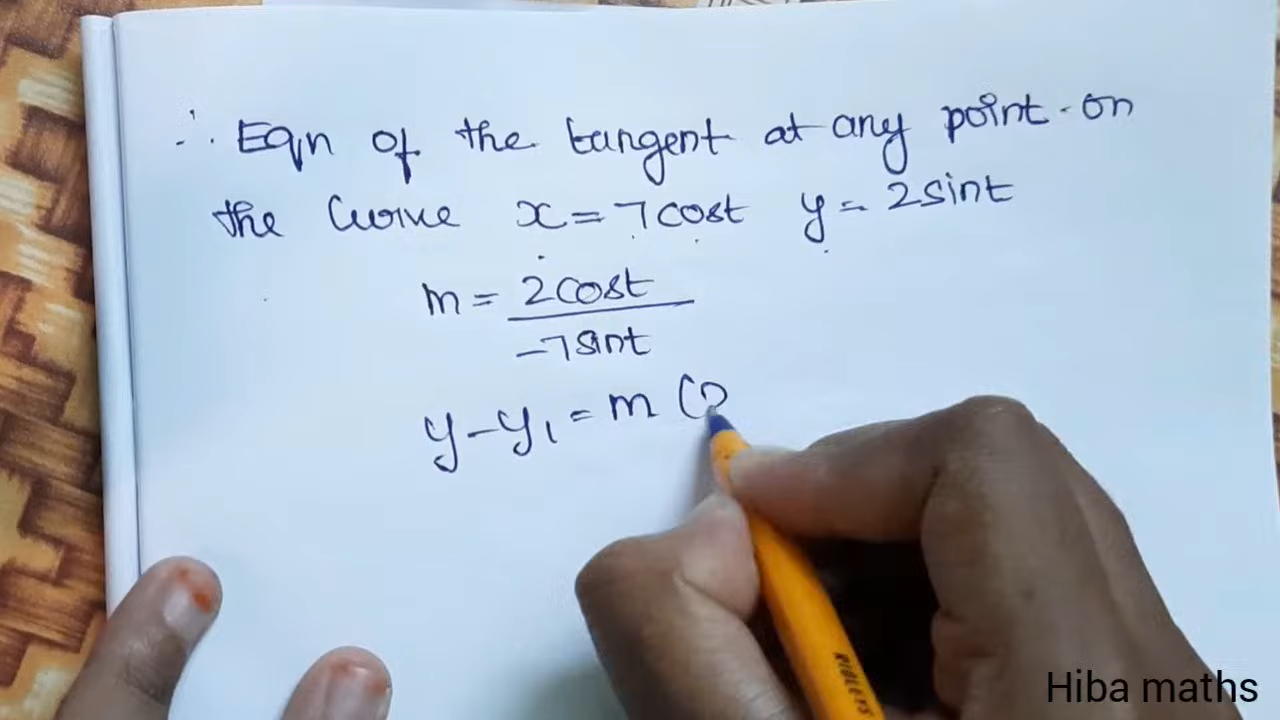 ∴ Eqn of the tangent at any point on
the Curve x = 7cost y = 2sint
m = 2cost
-7sint
y - y₁ = m (x
Hiba maths